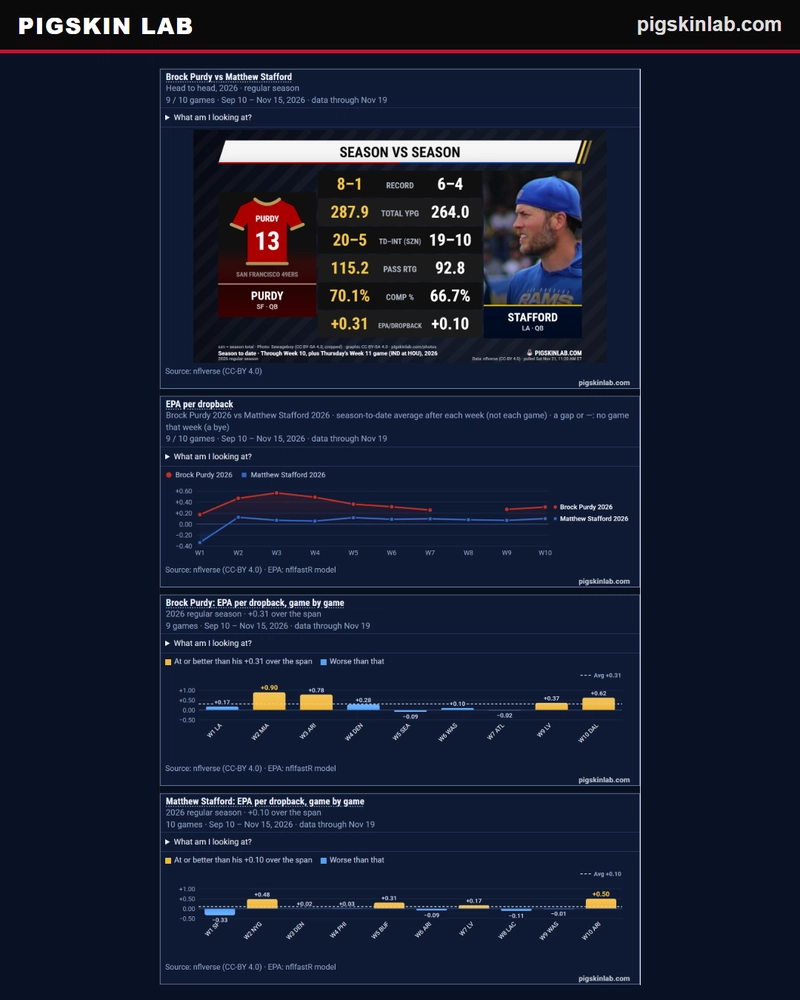 PIGSKIN LAB
pigskinlab.com
Brock Purdy vs Matthew Stafford
Head to head, 2026 · regular season
9 / 10 games · Sep 10 – Nov 15, 2026 · data through Nov 19
▶ What am I looking at?
SEASON VS SEASON
8–1 RECORD 6–4
287.9 TOTAL YPG 264.0
20–5 TD–INT (SZN) 19–10
115.2 PASS RTG 92.8
70.1% COMP % 66.7%
+0.31 EPA/DROPBACK +0.10
PURDY
13
SAN FRANCISCO 49ERS
PURDY
SF · QB
RAMS
STAFFORD
LA · QB
Season to date · Through Week 10, plus Thursday's Week 11 game (IND at HOU), 2026
2026 regular season
PIGSKINLAB.COM
Source: nflverse (CC-BY 4.0)
pigskinlab.com
EPA per dropback
Brock Purdy 2026 vs Matthew Stafford 2026 · season-to-date average after each week (not each game) · a gap or —: no game
that week (a bye)
9 / 10 games · Sep 10 – Nov 15, 2026 · data through Nov 19
▶ What am I looking at?
Brock Purdy 2026 Matthew Stafford 2026
+0.60
+0.40
+0.20
0.00
−0.20
−0.40
Brock Purdy 2026
Matthew Stafford 2026
W1 W2 W3 W4 W5 W6 W7 W8 W9 W10
Source: nflverse (CC-BY 4.0) · EPA: nflfastR model
pigskinlab.com
Brock Purdy: EPA per dropback, game by game
2026 regular season · +0.31 over the span
9 games · Sep 10 – Nov 15, 2026 · data through Nov 19
▶ What am I looking at?
At or better than his +0.31 over the span Worse than that
Avg +0.31
+1.00
+0.50
0.00
−0.50
+0.17 +0.90 +0.78 +0.28 −0.09 +0.10 −0.02 +0.37 +0.62
W1 LA W2 MIA W3 ARI W4 DEN W5 SEA W6 WAS W7 ATL W9 LV W10 DAL
Source: nflverse (CC-BY 4.0) · EPA: nflfastR model
pigskinlab.com
Matthew Stafford: EPA per dropback, game by game
2026 regular season · +0.10 over the span
10 games · Sep 10 – Nov 15, 2026 · data through Nov 19
▶ What am I looking at?
At or better than his +0.10 over the span Worse than that
Avg +0.10
+1.00
+0.50
0.00
−0.50
−0.33 +0.48 +0.02 +0.03 +0.31 −0.09 +0.17 −0.11 −0.01 +0.50
W1 SF W2 NYG W3 DEN W4 PHI W5 BUF W6 ARI W7 LV W8 LAC W9 WAS W10 ARI
Source: nflverse (CC-BY 4.0) · EPA: nflfastR model
pigskinlab.com